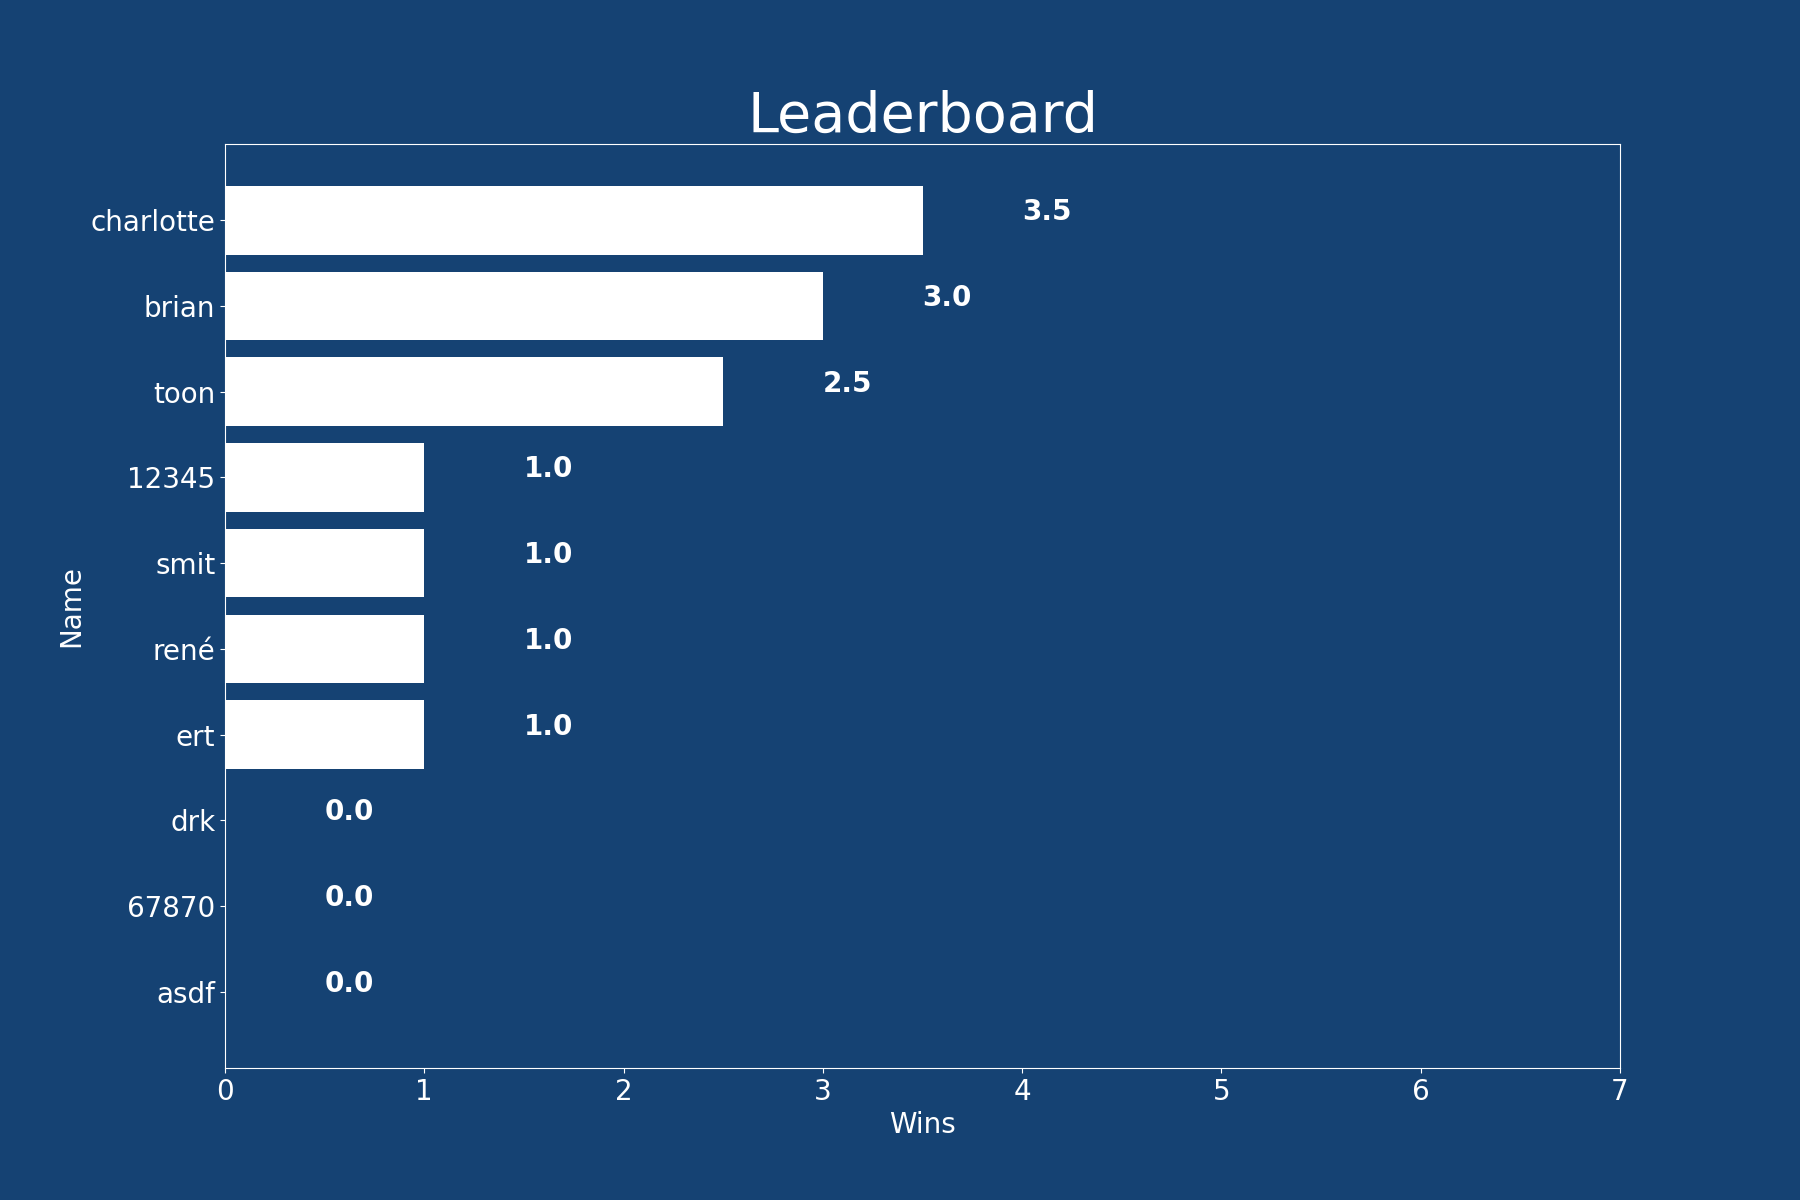 Leaderboard
charlotte 3.5
brian 3.0
toon 2.5
12345 1.0
smit 1.0
rené 1.0
ert 1.0
drk 0.0
67870 0.0
asdf 0.0
Name
0 1 2 3 4 5 6 7
Wins